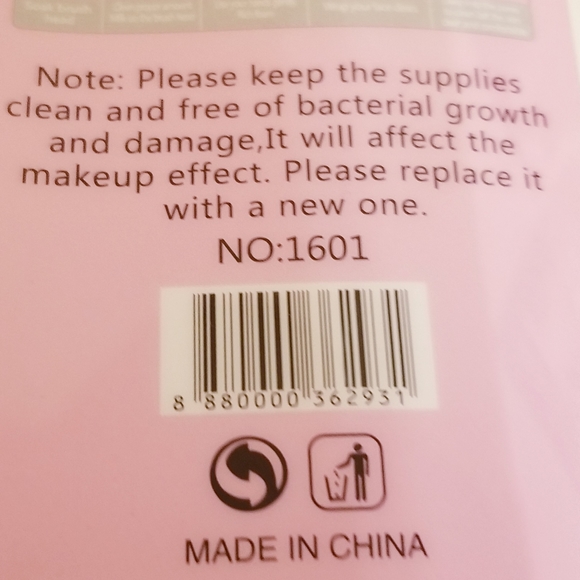 Note: Please keep the supplies
clean and free of bacterial growth
and damage,It will affect the
makeup effect. Please replace it
with a new one.
NO:1601
8 880000 362931
MADE IN CHINA